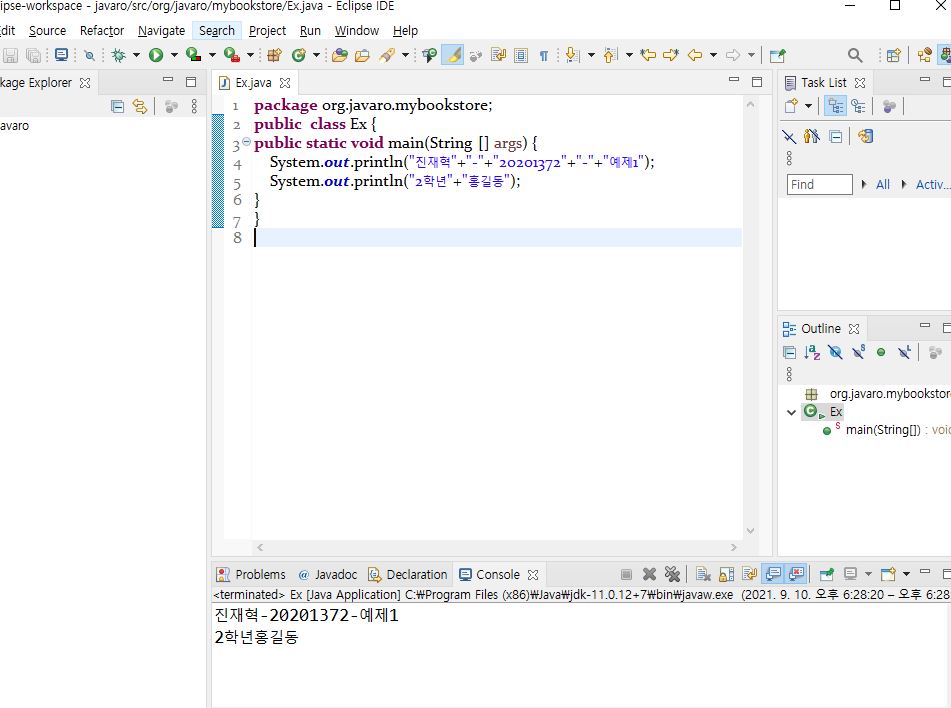 ipse-workspace - javaro/src/org/javaro/mybookstore/Ex.java - Eclipse IDE
dit Source Refactor Navigate Search Project Run Window Help
kage Explorer
avaro
Ex.java
1 package org.javaro.mybookstore;
2 public  class Ex {
3 public static void main(String [] args) {
4     System.out.println("진재혁"+"-"+"20201372"+"-"+"예제1");
5     System.out.println("2학년"+"홍길동");
6 }
7 }
8
Task List
Find All Activ...
Outline
org.javaro.mybookstor
Ex
main(String[]) : voic
Problems @ Javadoc Declaration Console
<terminated> Ex [Java Application] C:₩Program Files (x86)₩Java₩jdk-11.0.12+7₩bin₩javaw.exe (2021. 9. 10. 오후 6:28:20 – 오후 6:28
진재혁-20201372-예제1
2학년홍길동